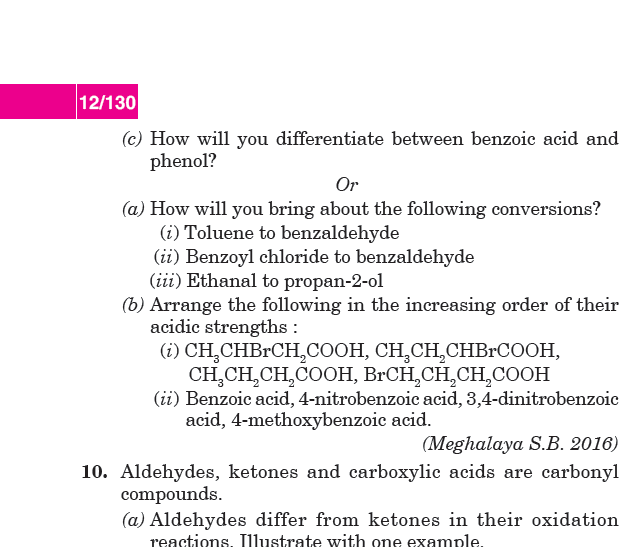 12/130
(c) How will you differentiate between benzoic acid and
phenol?
Or
(a) How will you bring about the following conversions?
(i) Toluene to benzaldehyde
(ii) Benzoyl chloride to benzaldehyde
(iii) Ethanal to propan-2-ol
(b) Arrange the following in the increasing order of their
acidic strengths :
(i) CH₃CHBrCH₂COOH, CH₃CH₂CHBrCOOH,
CH₃CH₂CH₂COOH, BrCH₂CH₂CH₂COOH
(ii) Benzoic acid, 4-nitrobenzoic acid, 3,4-dinitrobenzoic
acid, 4-methoxybenzoic acid.
(Meghalaya S.B. 2016)
10. Aldehydes, ketones and carboxylic acids are carbonyl
compounds.
(a) Aldehydes differ from ketones in their oxidation
reactions. Illustrate with one example.